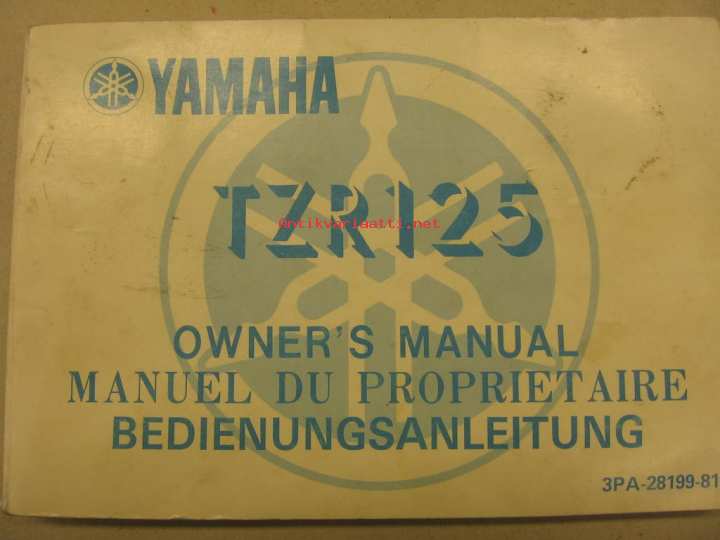 YAMAHA
TZR125
Antikvariaatti.net
OWNER'S MANUAL
MANUEL DU PROPRIETAIRE
BEDIENUNGSANLEITUNG
3PA-28199-81